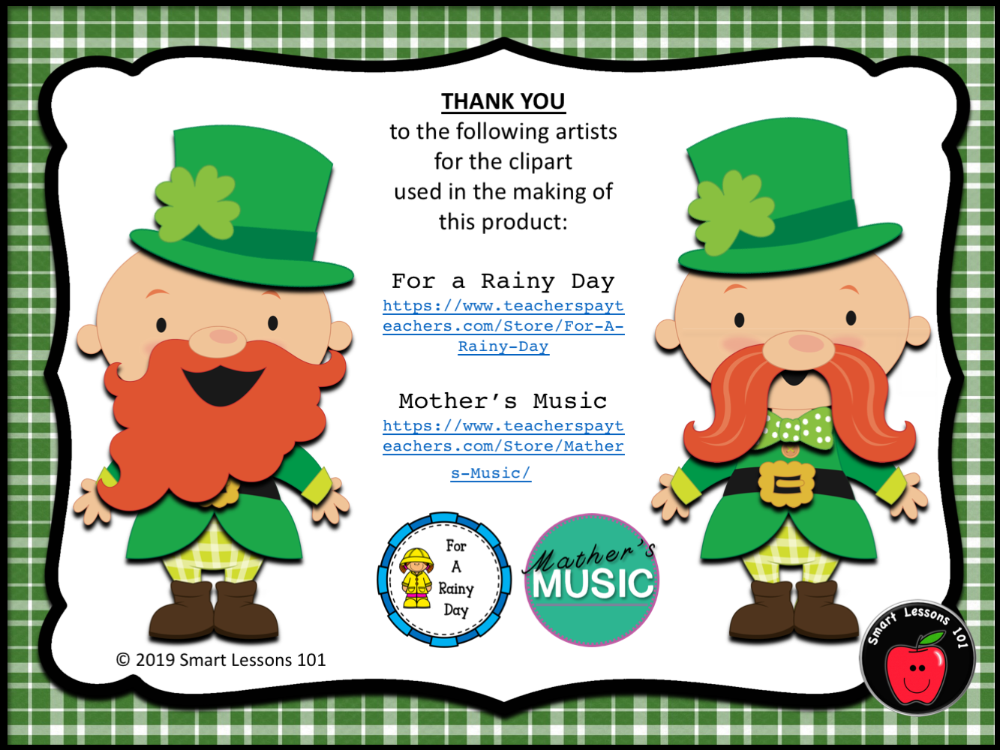 THANK YOU
to the following artists
for the clipart
used in the making of
this product:
For a Rainy Day
https://www.teacherspayt
eachers.com/Store/For-A-
Rainy-Day
Mother’s Music
https://www.teacherspayt
eachers.com/Store/Mather
s-Music/
For
A
Rainy
Day
Mather's
MUSIC
© 2019 Smart Lessons 101
Smart Lessons 101